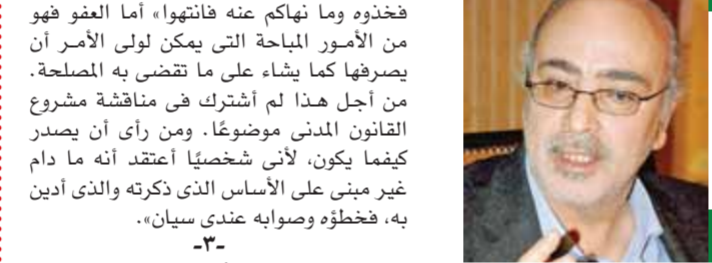 فخذوه وما نهاكم عنه فانتهوا» أما العفو فهو
من الأمـور المباحة التى يمكن لولى الأمـر أن
يصرفها كما يشاء على ما تقضى به المصلحة.
من أجل هـذا لم أشترك فى مناقشة مشروع
القانون المدنى موضوعًا. ومن رأى أن يصدر
كيفما يكون، لأنى شخصيًا أعتقد أنه ما دام
غير مبنى على الأساس الذى ذكرته والذى أدين
به، فخطؤه وصوابه عندى سيان».
-٣-